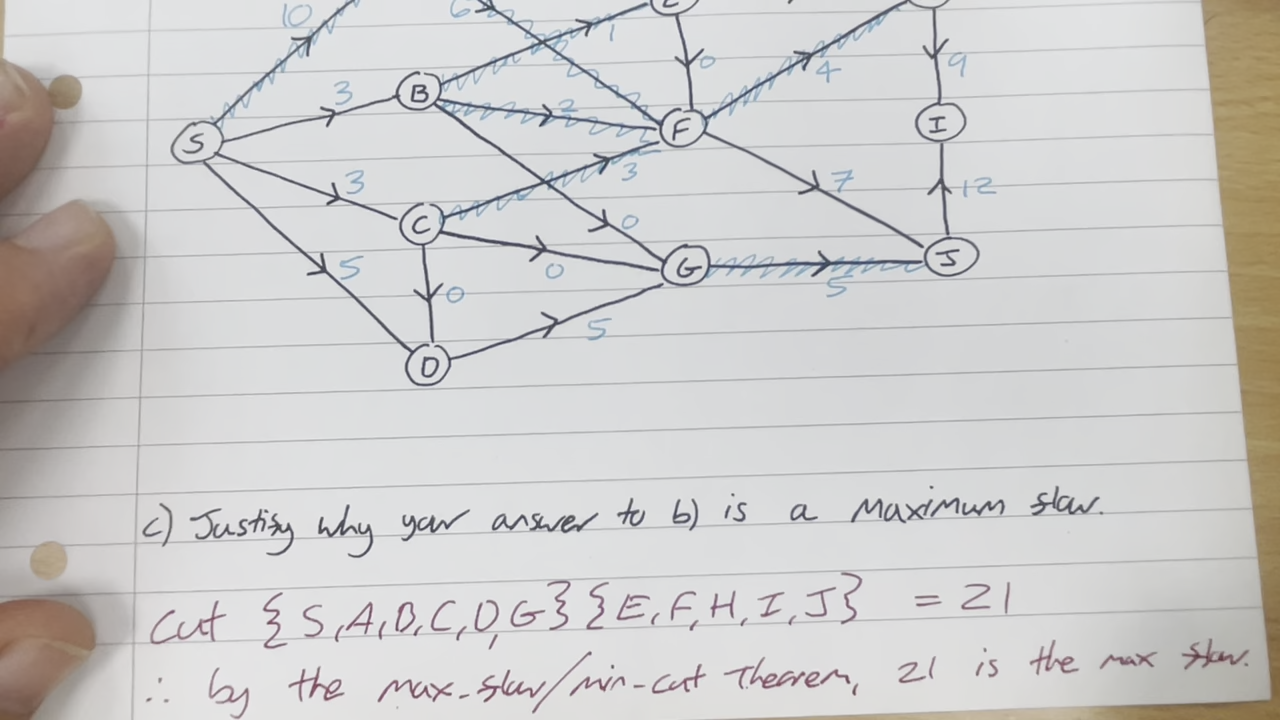 10
6
1
0
9
3
B
2
4
F
I
S
3
3
7
12
C
0
5
0
0
G
5
J
D
5
c) Justify why your answer to b) is a maximum flow.
Cut {S,A,B,C,D,G}{E,F,H,I,J} = 21
∴ by the max-flow/min-cut Theorem, 21 is the max flow.